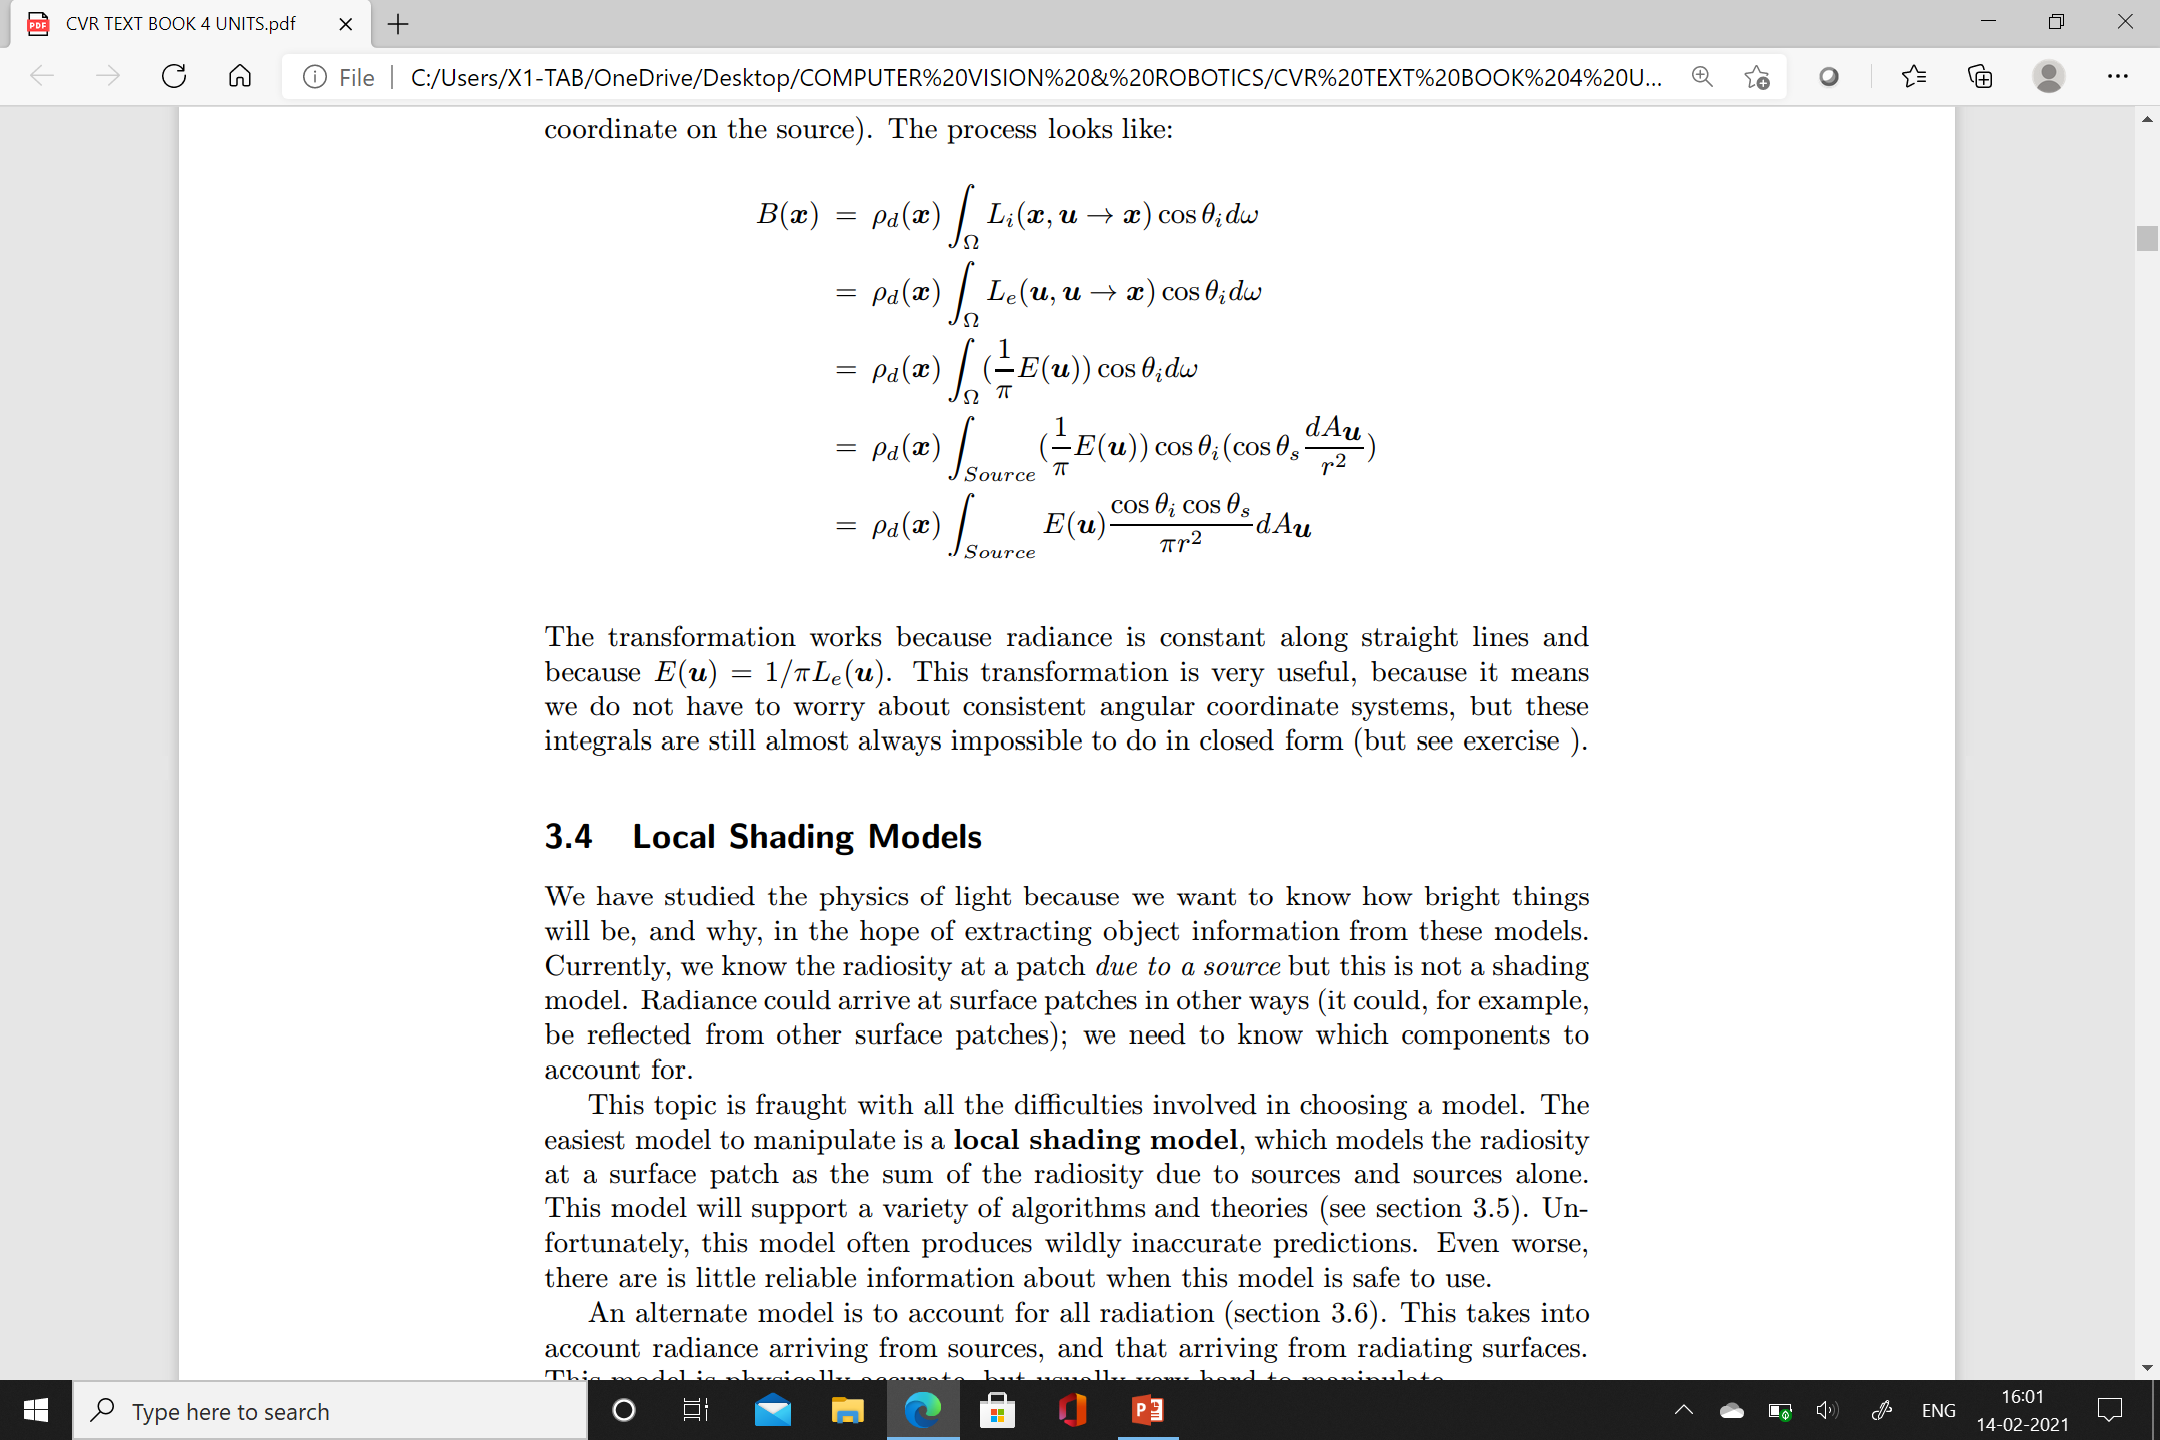 CVR TEXT BOOK 4 UNITS.pdf
File | C:/Users/X1-TAB/OneDrive/Desktop/COMPUTER%20VISION%20&%20ROBOTICS/CVR%20TEXT%20BOOK%204%20U...
coordinate on the source). The process looks like:
B(x) = ρd(x) ∫Ω Li(x, u → x) cos θi dω
= ρd(x) ∫Ω Le(u, u → x) cos θi dω
= ρd(x) ∫Ω (1/π E(u)) cos θi dω
= ρd(x) ∫Source (1/π E(u)) cos θi (cos θs dAu/r²)
= ρd(x) ∫Source E(u) cos θi cos θs/πr² dAu
The transformation works because radiance is constant along straight lines and
because E(u) = 1/πLe(u). This transformation is very useful, because it means
we do not have to worry about consistent angular coordinate systems, but these
integrals are still almost always impossible to do in closed form (but see exercise ).
3.4 Local Shading Models
We have studied the physics of light because we want to know how bright things
will be, and why, in the hope of extracting object information from these models.
Currently, we know the radiosity at a patch due to a source but this is not a shading
model. Radiance could arrive at surface patches in other ways (it could, for example,
be reflected from other surface patches); we need to know which components to
account for.
This topic is fraught with all the difficulties involved in choosing a model. The
easiest model to manipulate is a local shading model, which models the radiosity
at a surface patch as the sum of the radiosity due to sources and sources alone.
This model will support a variety of algorithms and theories (see section 3.5). Un-
fortunately, this model often produces wildly inaccurate predictions. Even worse,
there are is little reliable information about when this model is safe to use.
An alternate model is to account for all radiation (section 3.6). This takes into
account radiance arriving from sources, and that arriving from radiating surfaces.
This model is physically accurate, but usually very hard to manipulate.
Type here to search
ENG
16:01
14-02-2021